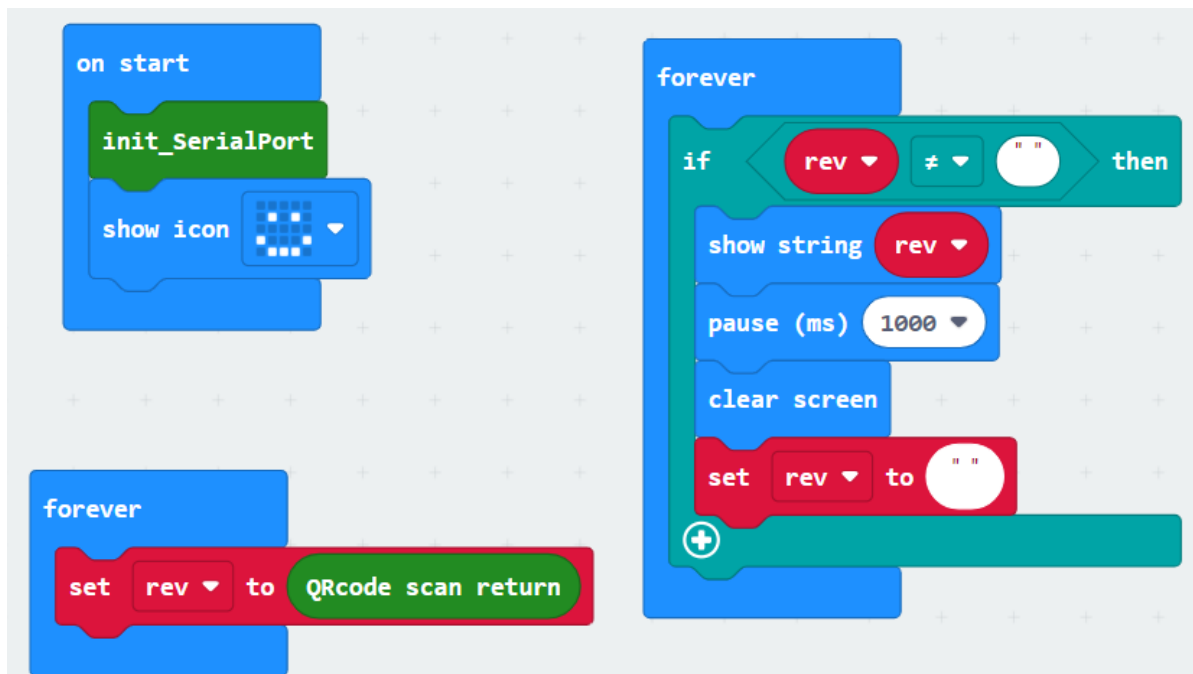 on start
init_SerialPort
show icon
forever
set rev to QRcode scan return
forever
if rev ≠ " " then
show string rev
pause (ms) 1000
clear screen
set rev to " "